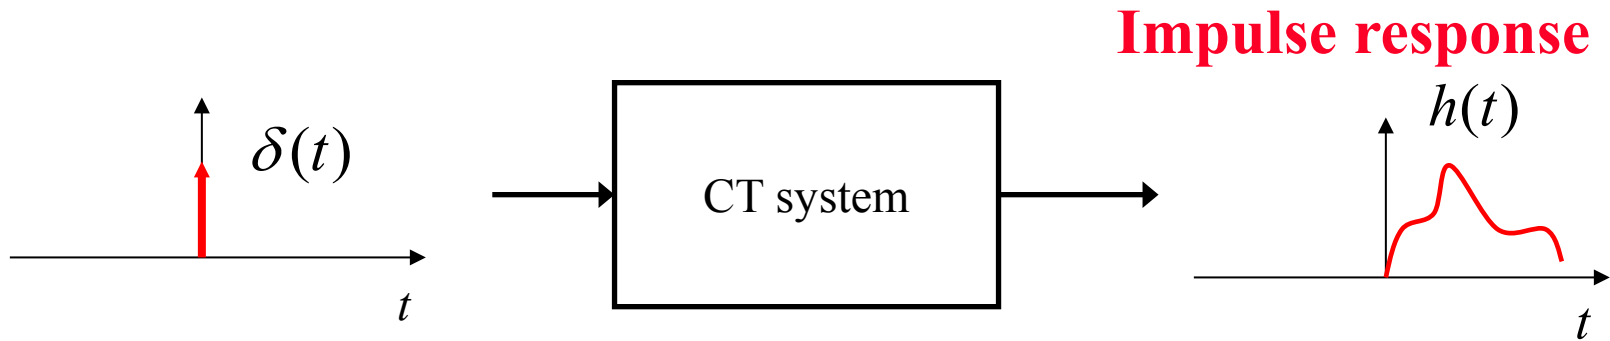 Impulse response
δ(t)
h(t)
CT system
t
t